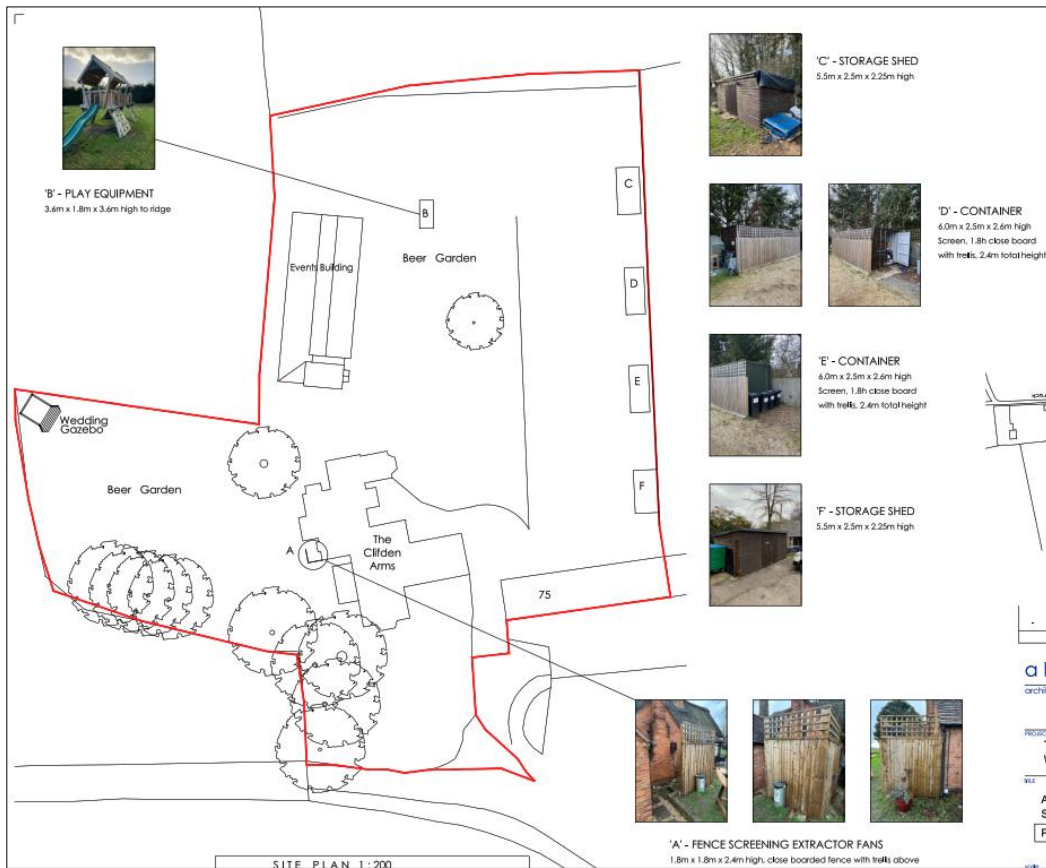 'B' - PLAY EQUIPMENT
3.6m x 1.8m x 3.6m high to ridge
'C' - STORAGE SHED
5.5m x 2.5m x 2.25m high
'D' - CONTAINER
6.0m x 2.5m x 2.6m high
Screen, 1.8h close board
with trellis, 2.4m total height
'E' - CONTAINER
6.0m x 2.5m x 2.6m high
Screen, 1.8h close board
with trellis, 2.4m total height
'F' - STORAGE SHED
5.5m x 2.5m x 2.25m high
C
B
Events Building
Beer Garden
D
E
Wedding
Gazebo
Beer Garden
F
A
The
Clifden
Arms
75
'A' - FENCE SCREENING EXTRACTOR FANS
1.8m x 1.8m x 2.4m high, close boarded fence with trellis above
SITE PLAN 1:200